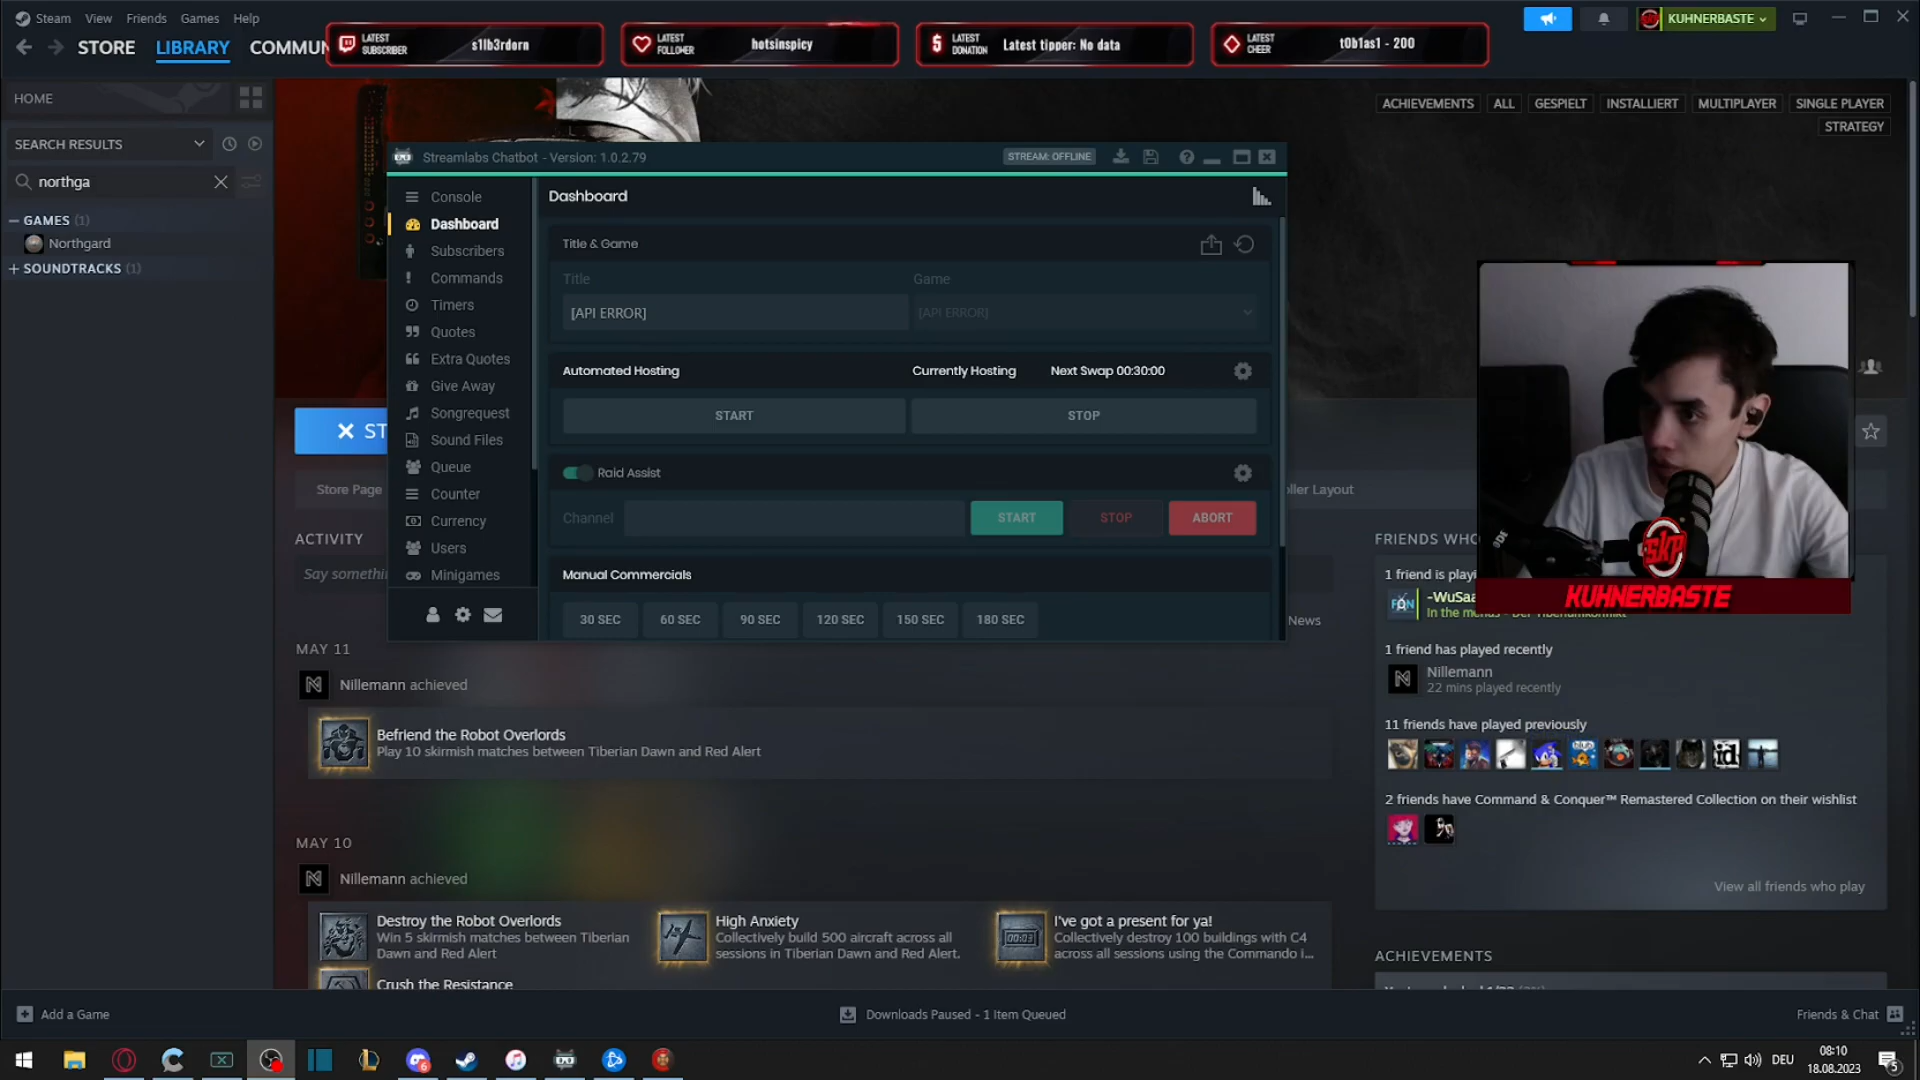 Steam View Friends Games Help
KUHNERBASTE
STORE LIBRARY COMMUN
LATEST SUBSCRIBER s1lb3rdorn
LATEST FOLLOWER hotsinspicy
LATEST DONATION Latest tipper: No data
LATEST CHEER t0b1as1 - 200
HOME
ACHIEVEMENTS ALL GESPIELT INSTALLIERT MULTIPLAYER SINGLE PLAYER
STRATEGY
SEARCH RESULTS
northga
GAMES (1)
Northgard
SOUNDTRACKS (1)
Streamlabs Chatbot - Version: 1.0.2.79
STREAM: OFFLINE
Console
Dashboard
Subscribers
Commands
Timers
Quotes
Extra Quotes
Give Away
Songrequest
Sound Files
Queue
Counter
Currency
Users
Minigames
Dashboard
Title & Game
Title Game
[API ERROR] [API ERROR]
Automated Hosting Currently Hosting Next Swap 00:30:00
START STOP
Raid Assist
Channel START STOP ABORT
Manual Commercials
30 SEC 60 SEC 90 SEC 120 SEC 150 SEC 180 SEC
ST
Store Page
oller Layout
ACTIVITY
Say somethin
News
MAY 11
Nillemann achieved
Befriend the Robot Overlords
Play 10 skirmish matches between Tiberian Dawn and Red Alert
MAY 10
Nillemann achieved
Destroy the Robot Overlords
Win 5 skirmish matches between Tiberian
Dawn and Red Alert
High Anxiety
Collectively build 500 aircraft across all
sessions in Tiberian Dawn and Red Alert.
00:03
I've got a present for ya!
Collectively destroy 100 buildings with C4
across all sessions using the Commando i...
Crush the Resistance
skp
KUHNERBASTE
FRIENDS WHO
1 friend is playi
-WuSaa
In the menus
1 friend has played recently
Nillemann
22 mins played recently
11 friends have played previously
2 friends have Command & Conquer™ Remastered Collection on their wishlist
View all friends who play
ACHIEVEMENTS
Add a Game
Downloads Paused - 1 Item Queued
Friends & Chat
DEU
08:10
18.08.2023